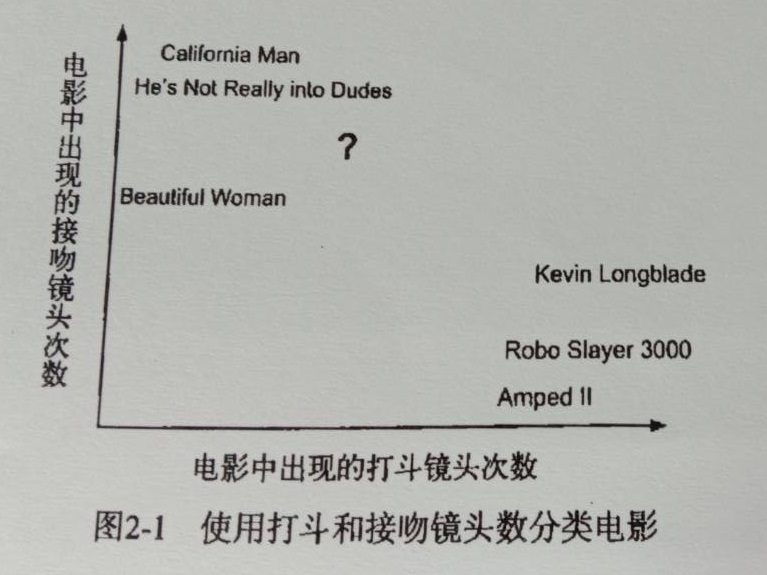 电影中出现的接吻镜头次数
California Man
He's Not Really into Dudes
?
Beautiful Woman
Kevin Longblade
Robo Slayer 3000
Amped II
电影中出现的打斗镜头次数
图2-1 使用打斗和接吻镜头数分类电影